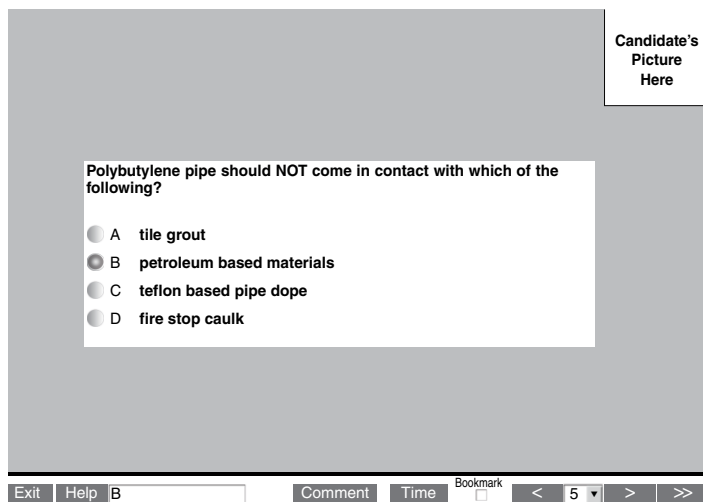 Candidate's
Picture
Here
Polybutylene pipe should NOT come in contact with which of the
following?
A tile grout
B petroleum based materials
C teflon based pipe dope
D fire stop caulk
Exit Help B Comment Time Bookmark < 5 > >>